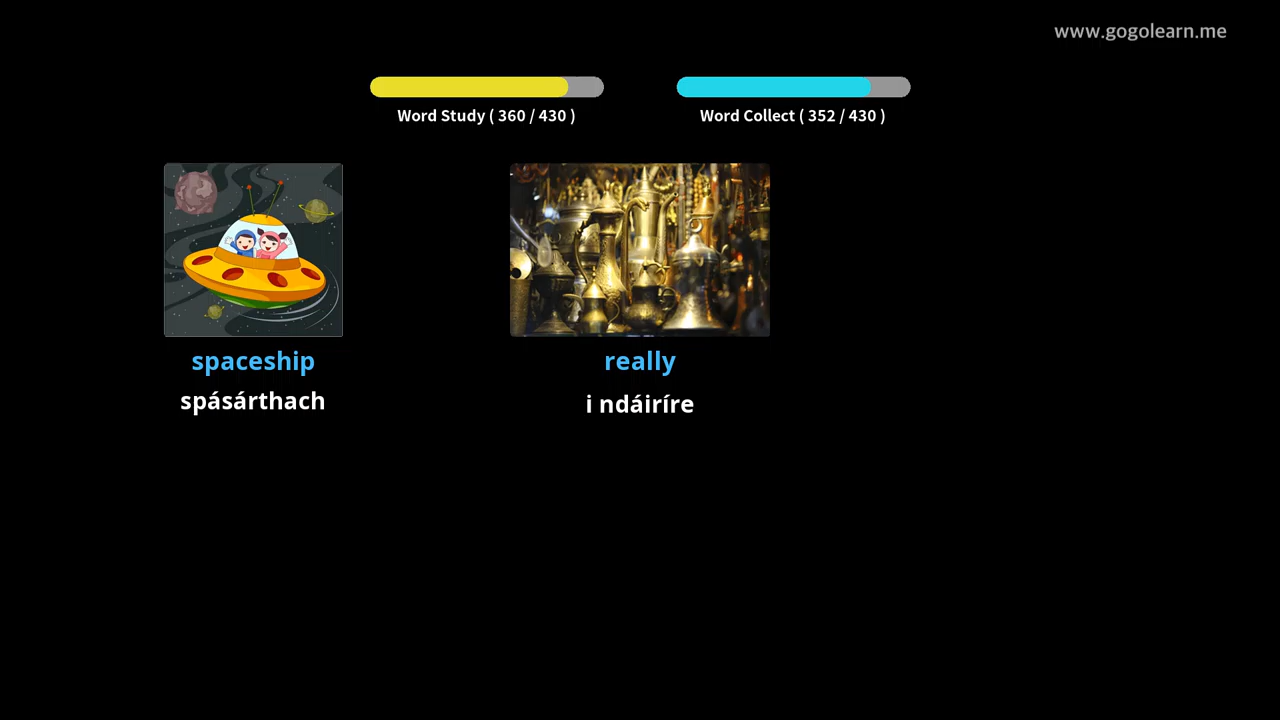 www.gogolearn.me
Word Study ( 360 / 430 )
Word Collect ( 352 / 430 )
spaceship
spásárthach
really
i ndáiríre